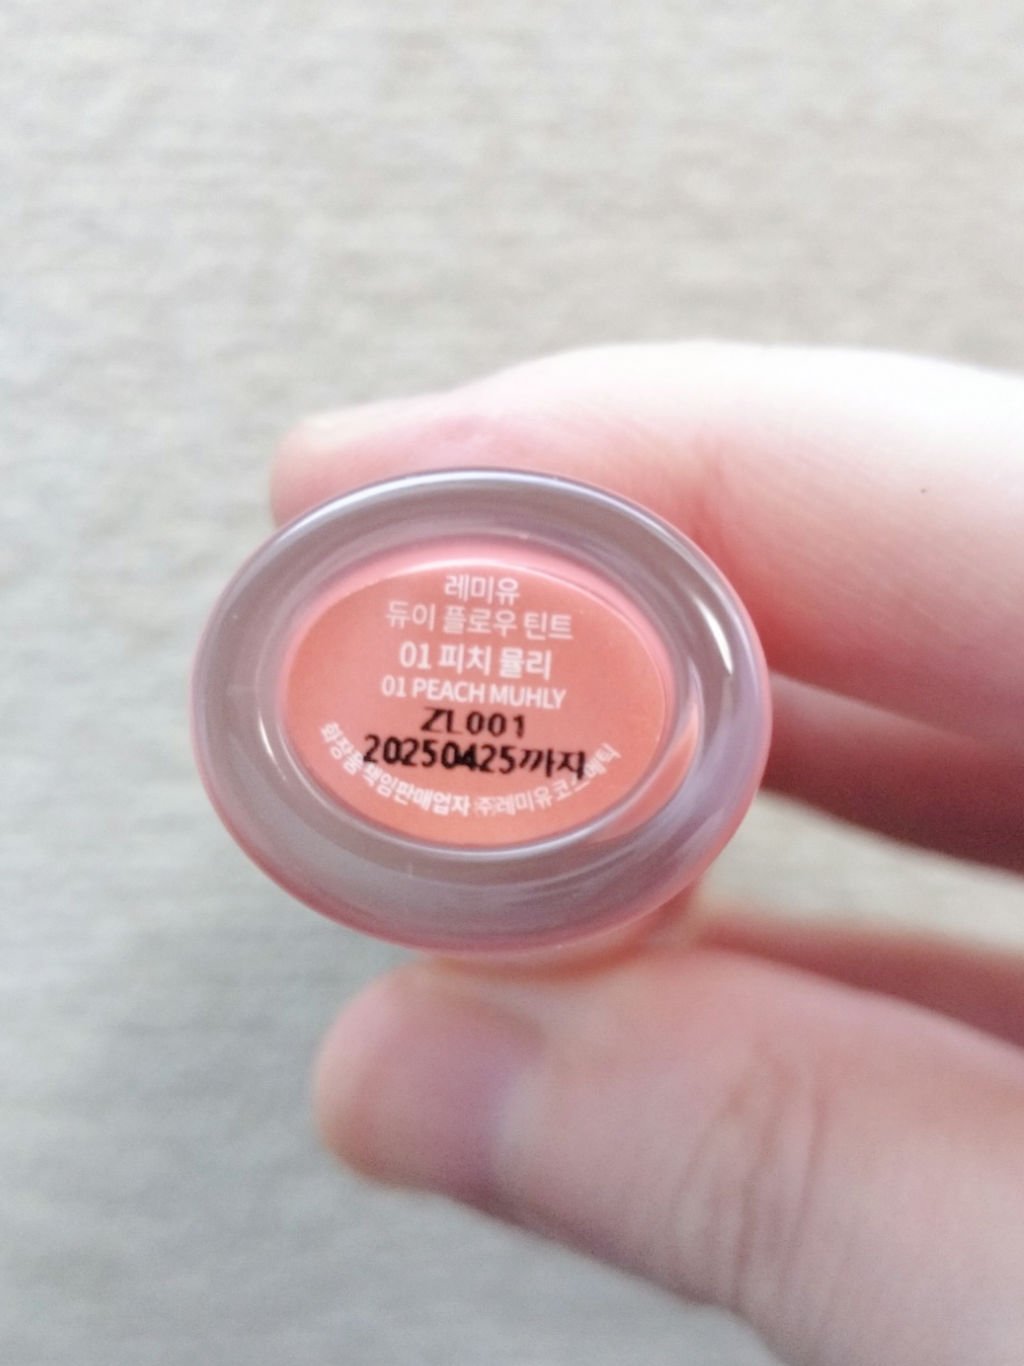 레미유
듀이 플로우 틴트
01 피치 뮬리
01 PEACH MUHLY
ZL001
20250425까지
화장품책임판매업자 ㈜레미유코스메틱